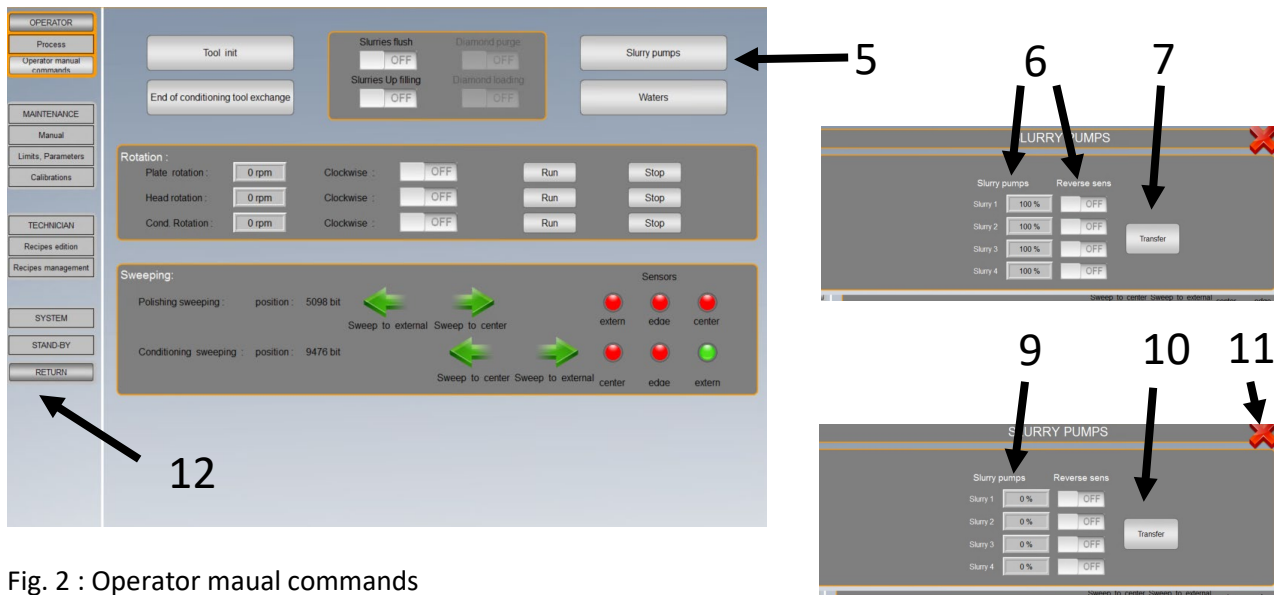 OPERATOR
Process
Operator manual
commands
MAINTENANCE
Manual
Limits, Parameters
Calibrations
TECHNICIAN
Recipes edition
Recipes management
SYSTEM
STAND-BY
RETURN
12
Tool init
End of conditioning tool exchange
Slurries flush
OFF
Diamond purge
OFF
Slurries Up filling
OFF
Diamond loading
OFF
Slurry pumps
Waters
5
Rotation :
Plate rotation : 0 rpm Clockwise : OFF Run Stop
Head rotation : 0 rpm Clockwise : OFF Run Stop
Cond. Rotation : 0 rpm Clockwise : OFF Run Stop
Sweeping:
Sensors
Polishing sweeping : position : 5098 bit
Sweep to external Sweep to center
extern edge center
Conditioning sweeping : position : 9476 bit
Sweep to center Sweep to external
center edge extern
6 7
SLURRY PUMPS
Slurry pumps Reverse sens
Slurry 1 100 % OFF
Slurry 2 100 % OFF
Slurry 3 100 % OFF
Slurry 4 100 % OFF
Transfer
Sweep to center Sweep to external
9 10 11
SLURRY PUMPS
Slurry pumps Reverse sens
Slurry 1 0 % OFF
Slurry 2 0 % OFF
Slurry 3 0 % OFF
Slurry 4 0 % OFF
Transfer
Fig. 2 : Operator maual commands